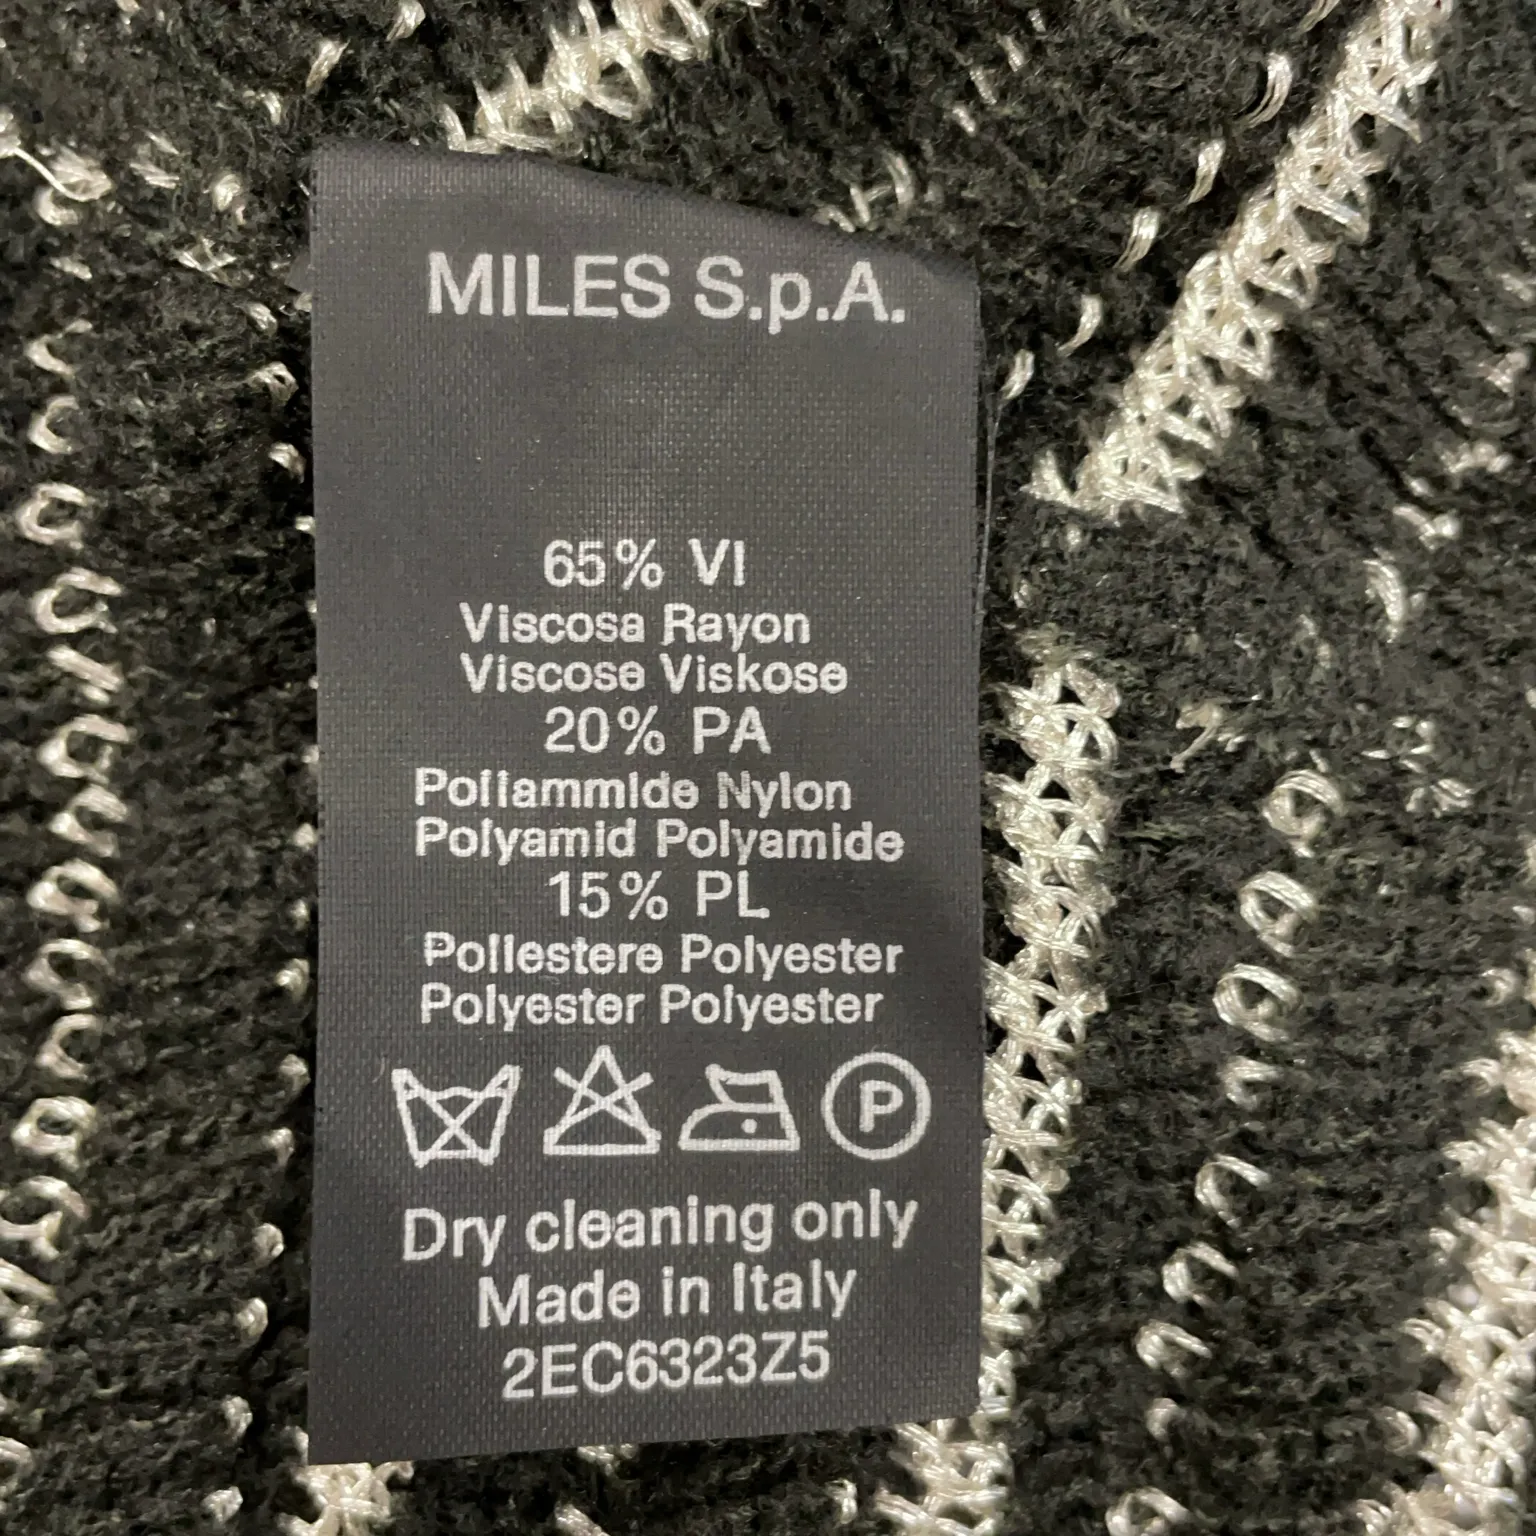 MILES S.p.A.
65% VI
Viscosa Rayon
Viscose Viskose
20% PA
Poliammide Nylon
Polyamid Polyamide
15% PL
Poliestere Polyester
Polyester Polyester
P
Dry cleaning only
Made in Italy
2EC6323Z5